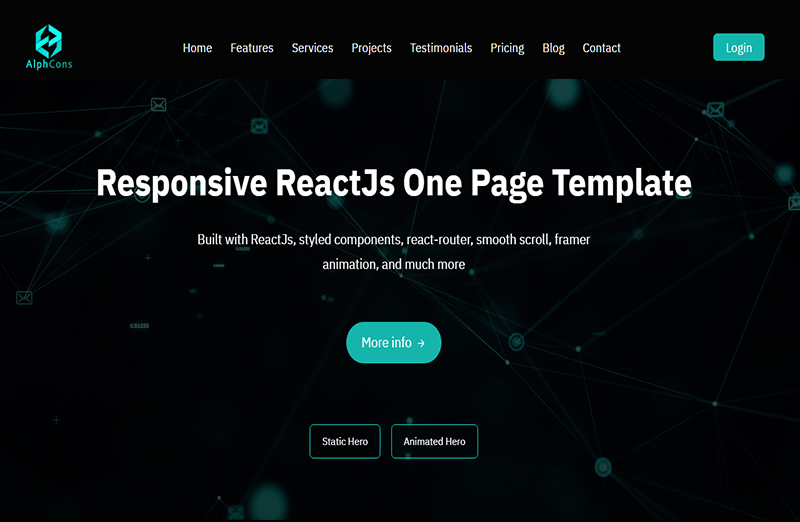 AlphCons
Home Features Services Projects Testimonials Pricing Blog Contact
Login
Responsive ReactJs One Page Template
Built with ReactJs, styled components, react-router, smooth scroll, framer
animation, and much more
More info →
Static Hero Animated Hero